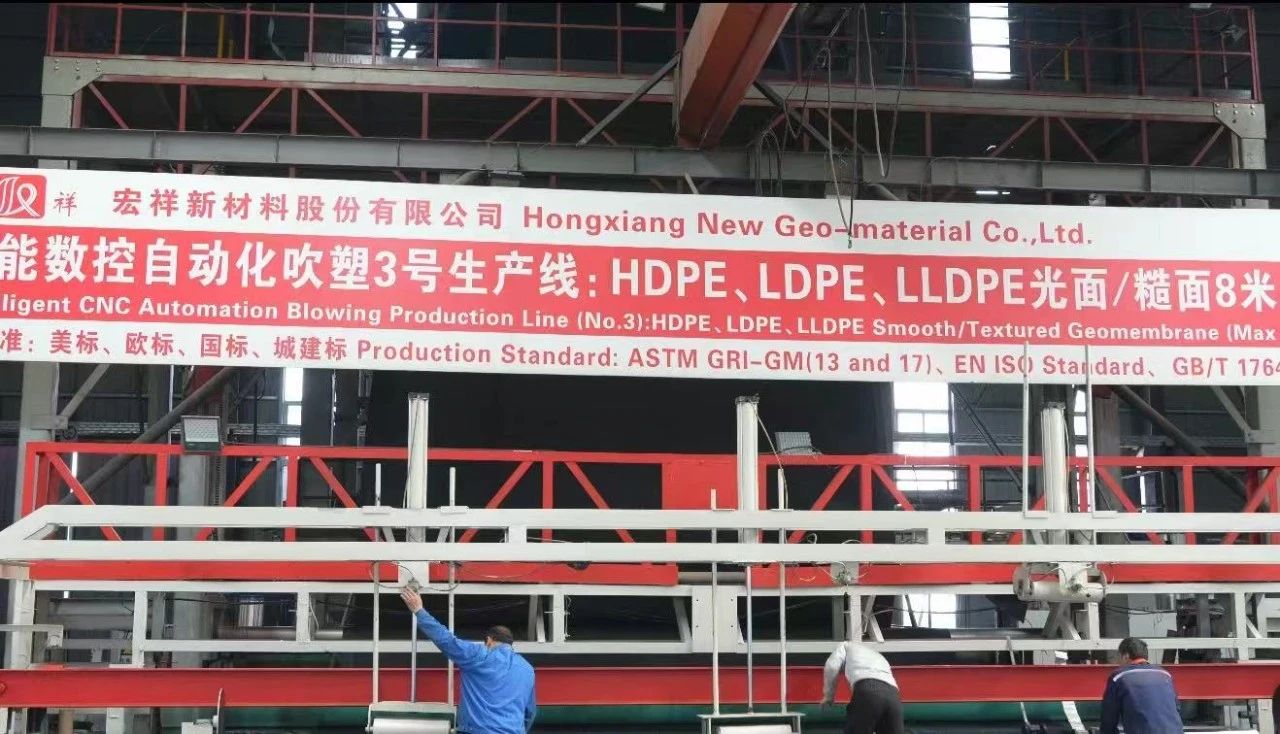 祥 宏祥新材料股份有限公司 Hongxiang New Geo-material Co.,Ltd.
能数控自动化吹塑3号生产线：HDPE、LDPE、LLDPE光面/糙面8米
lligent CNC Automation Blowing Production Line (No.3):HDPE、LDPE、LLDPE Smooth/Textured Geomembrane (Max
准：美标、欧标、国标、城建标 Production Standard: ASTM GRI-GM(13 and 17)、EN ISO Standard、GB/T 1764